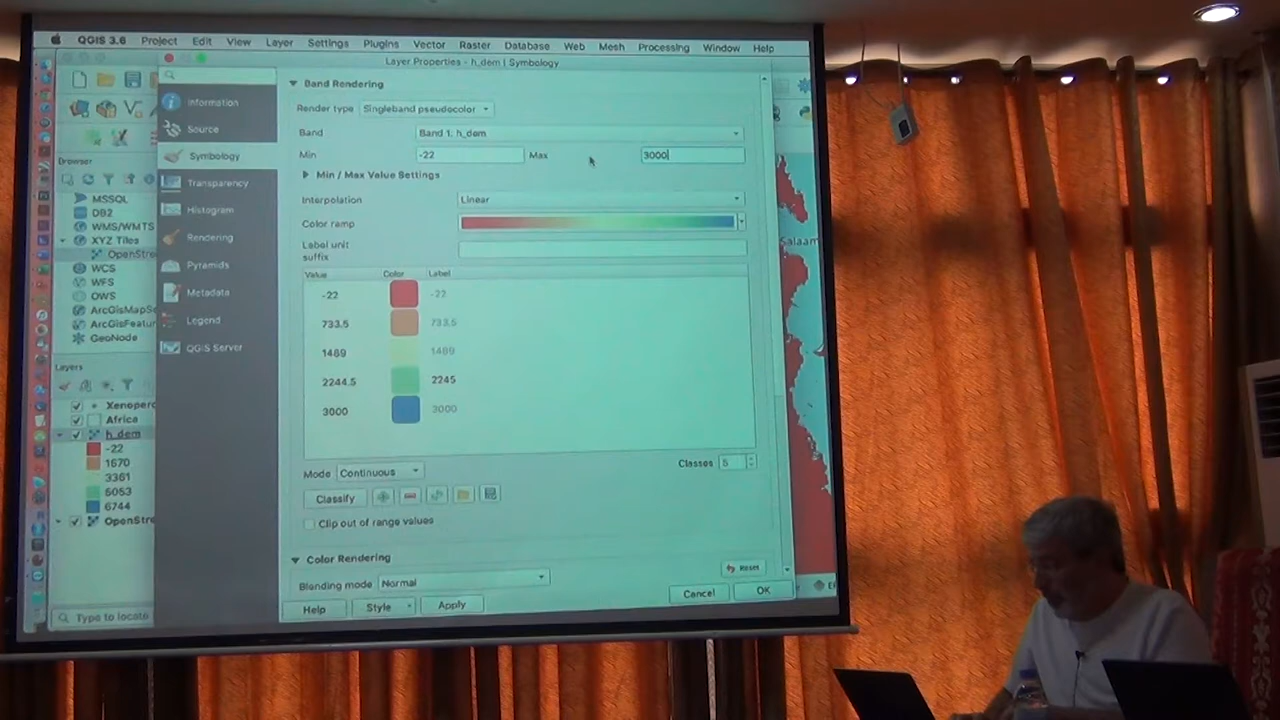 QGIS 3.6 Project Edit View Layer Settings Plugins Vector Raster Database Web Mesh Processing Window Help
Layer Properties - h_dem | Symbology
Information
Source
Symbology
Transparency
Histogram
Rendering
Pyramids
Metadata
Legend
QGIS Server
Browser
MSSQL
DB2
WMS/WMTS
XYZ Tiles
OpenStre
WCS
WFS
OWS
ArcGisMapSe
ArcGisFeatur
GeoNode
Layers
Xenoperc
Africa
h_dem
-22
1670
3361
5053
6744
OpenStre
Type to locate
Band Rendering
Render type Singleband pseudocolor
Band Band 1: h_dem
Min -22 Max 3000
Min / Max Value Settings
Interpolation Linear
Color ramp
Label unit
suffix
Value Color Label
-22 -22
733.5 733.5
1489 1489
2244.5 2245
3000 3000
Mode Continuous Classes 5
Classify
Clip out of range values
Color Rendering
Reset
Blending mode Normal
Help Style Apply Cancel OK
Salaam